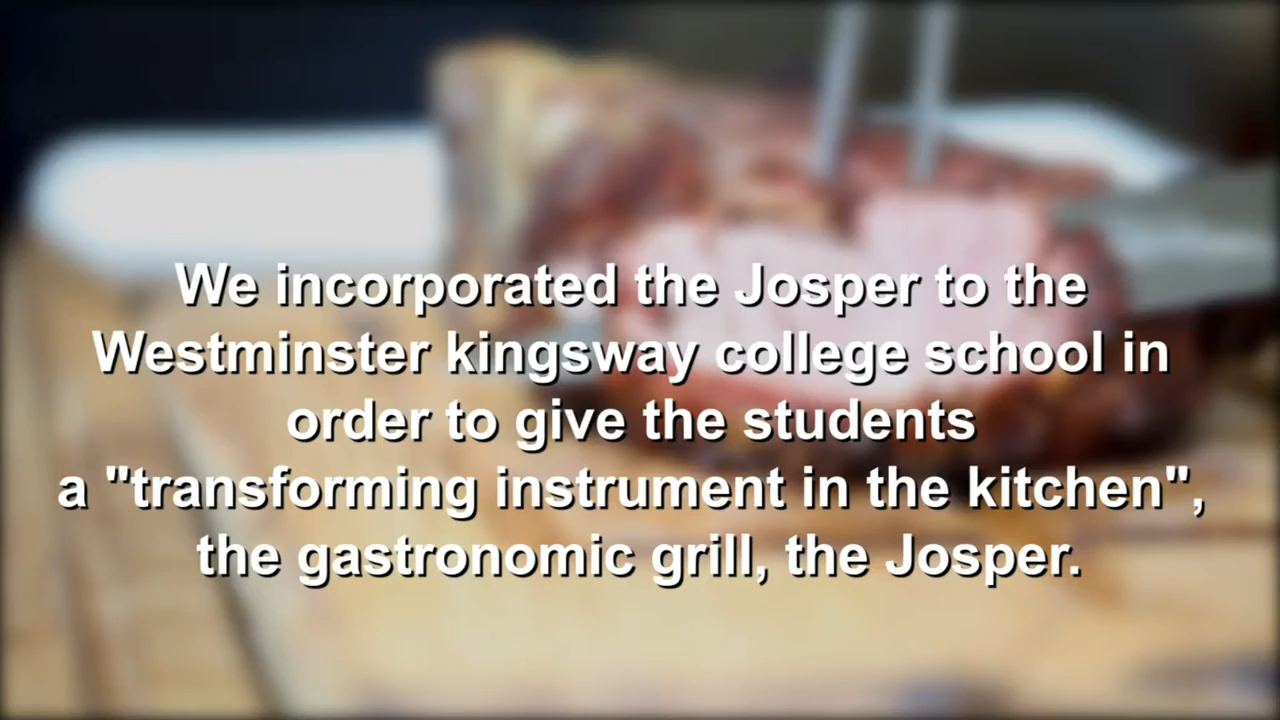 We incorporated the Josper to the
Westminster kingsway college school in
order to give the students
a "transforming instrument in the kitchen",
the gastronomic grill, the Josper.